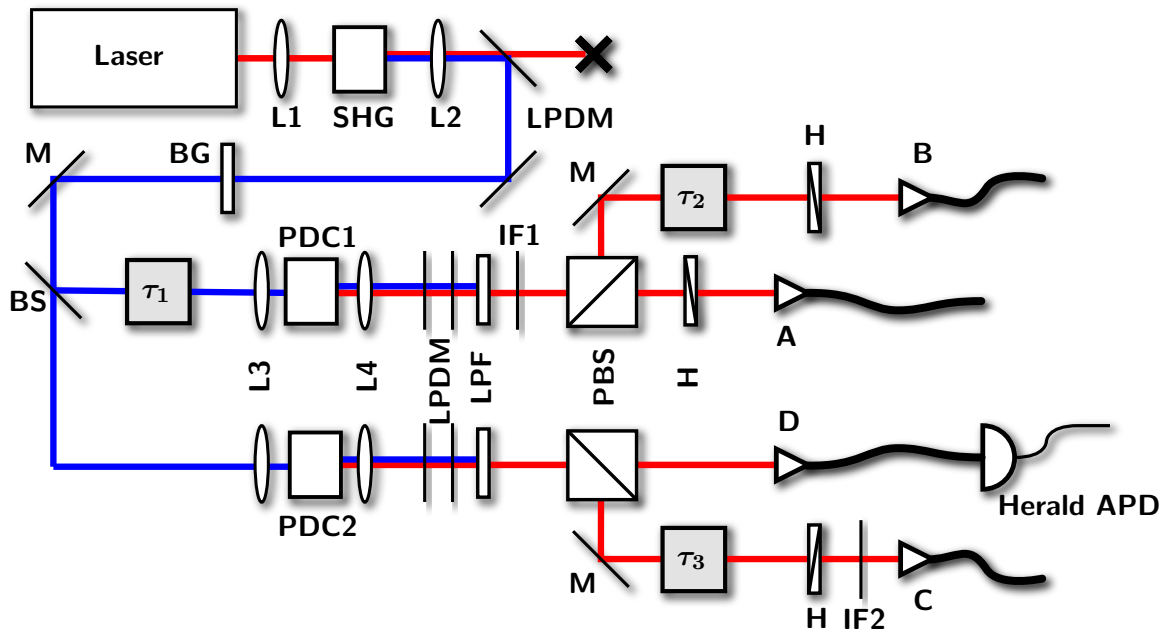 Laser
L1
SHG
L2
LPDM
M
BG
M
τ₂
H
B
BS
τ₁
PDC1
IF1
A
L3
L4
LPDM
LPF
PBS
H
D
PDC2
Herald APD
M
τ₃
H
IF2
C